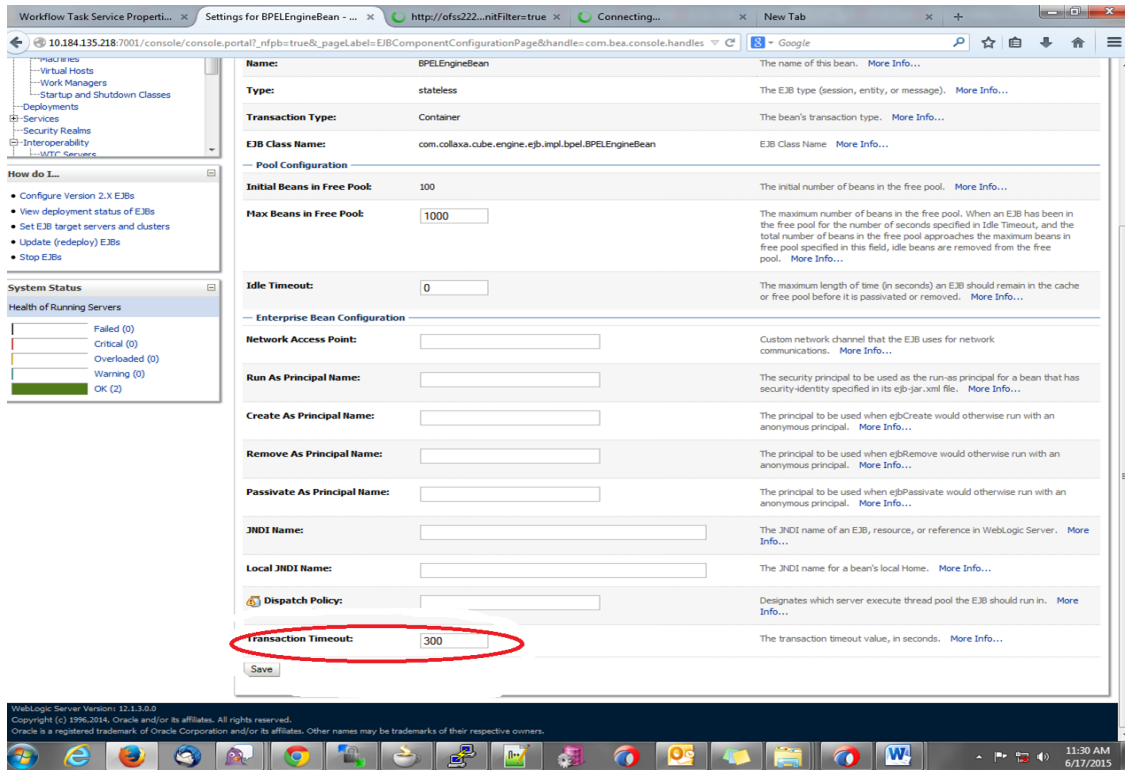 Workflow Task Service Properti...
Settings for BPELEngineBean - ...
http://ofss222...nitFilter=true
Connecting...
New Tab
10.184.135.218:7001/console/console.portal?_nfpb=true&_pageLabel=EJBComponentConfigurationPage&handle=com.bea.console.handles
Google
Machines
Virtual Hosts
Work Managers
Startup and Shutdown Classes
Deployments
Services
Security Realms
Interoperability
WTC Servers
How do I...
Configure Version 2.X EJBs
View deployment status of EJBs
Set EJB target servers and clusters
Update (redeploy) EJBs
Stop EJBs
System Status
Health of Running Servers
Failed (0)
Critical (0)
Overloaded (0)
Warning (0)
OK (2)
Name: BPELEngineBean The name of this bean. More Info...
Type: stateless The EJB type (session, entity, or message). More Info...
Transaction Type: Container The bean's transaction type. More Info...
EJB Class Name: com.collaxa.cube.engine.ejb.impl.bpel.BPELEngineBean EJB Class Name More Info...
Pool Configuration
Initial Beans in Free Pool: 100 The initial number of beans in the free pool. More Info...
Max Beans in Free Pool: 1000 The maximum number of beans in the free pool. When an EJB has been in
the free pool for the number of seconds specified in Idle Timeout, and the
total number of beans in the free pool approaches the maximum beans in
free pool specified in this field, idle beans are removed from the free
pool. More Info...
Idle Timeout: 0 The maximum length of time (in seconds) an EJB should remain in the cache
or free pool before it is passivated or removed. More Info...
Enterprise Bean Configuration
Network Access Point: Custom network channel that the EJB uses for network
communications. More Info...
Run As Principal Name: The security principal to be used as the run-as principal for a bean that has
security-identity specified in its ejb-jar.xml file. More Info...
Create As Principal Name: The principal to be used when ejbCreate would otherwise run with an
anonymous principal. More Info...
Remove As Principal Name: The principal to be used when ejbRemove would otherwise run with an
anonymous principal. More Info...
Passivate As Principal Name: The principal to be used when ejbPassivate would otherwise run with an
anonymous principal. More Info...
JNDI Name: The JNDI name of an EJB, resource, or reference in WebLogic Server. More
Info...
Local JNDI Name: The JNDI name for a bean's local Home. More Info...
Dispatch Policy: Designates which server execute thread pool the EJB should run in. More
Info...
Transaction Timeout: 300 The transaction timeout value, in seconds. More Info...
Save
WebLogic Server Version: 12.1.3.0.0
Copyright (c) 1996,2014, Oracle and/or its affiliates. All rights reserved.
Oracle is a registered trademark of Oracle Corporation and/or its affiliates. Other names may be trademarks of their respective owners.
11:30 AM
6/17/2015